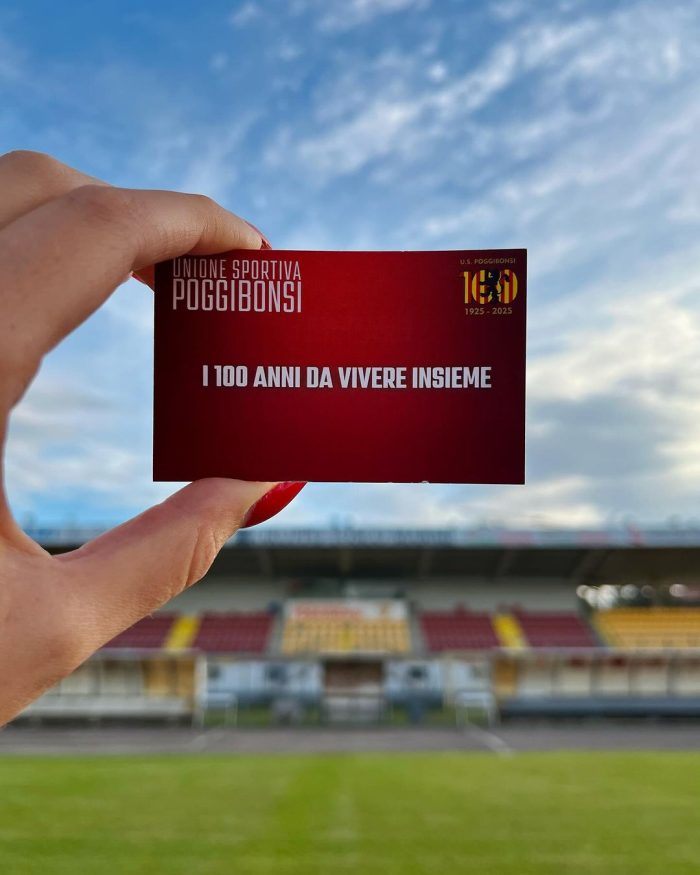 UNIONE SPORTIVA
POGGIBONSI
U.S. POGGIBONSI
100
1925 - 2025
I 100 ANNI DA VIVERE INSIEME